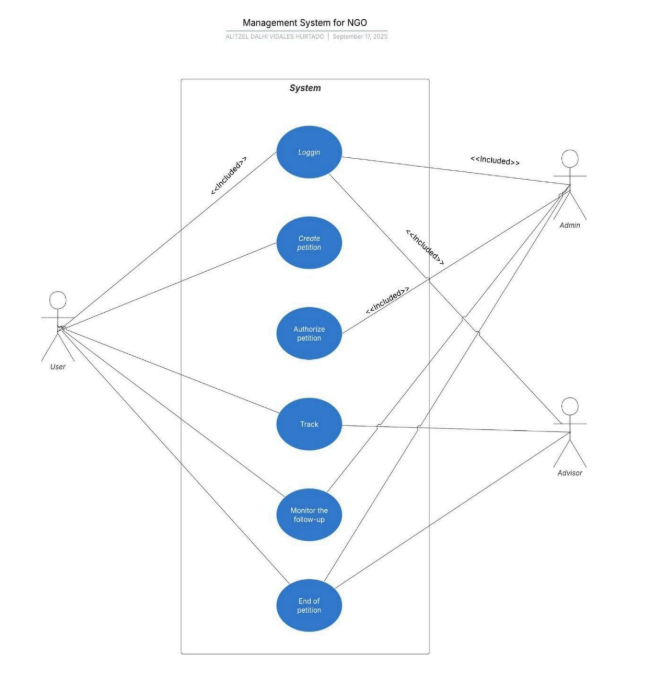 Management System for NGO
ALITZEL DALHI VIDALES HURTADO | September 17, 2025
System
Loggin
<<Included>>
<<Included>>
Admin
Create
petition
<<Included>>
<<Included>>
Authorize
petition
User
Track
Advisor
Monitor the
follow-up
End of
petition